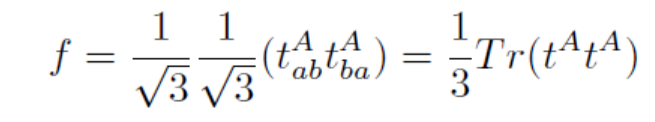 f = \frac{1}{\sqrt{3}} \frac{1}{\sqrt{3}} (t^A_{ab} t^A_{ba}) = \frac{1}{3} Tr(t^A t^A)